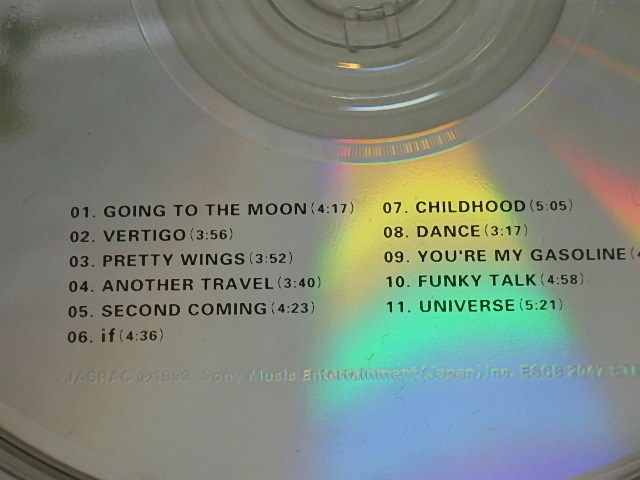 01. GOING TO THE MOON(4:17)
02. VERTIGO(3:56)
03. PRETTY WINGS(3:52)
04. ANOTHER TRAVEL(3:40)
05. SECOND COMING(4:23)
06. if(4:36)
07. CHILDHOOD(5:05)
08. DANCE(3:17)
09. YOU'RE MY GASOLINE(4
10. FUNKY TALK(4:58)
11. UNIVERSE(5:21)
JASRAC Sony Music Entertainment (Japan) Inc.